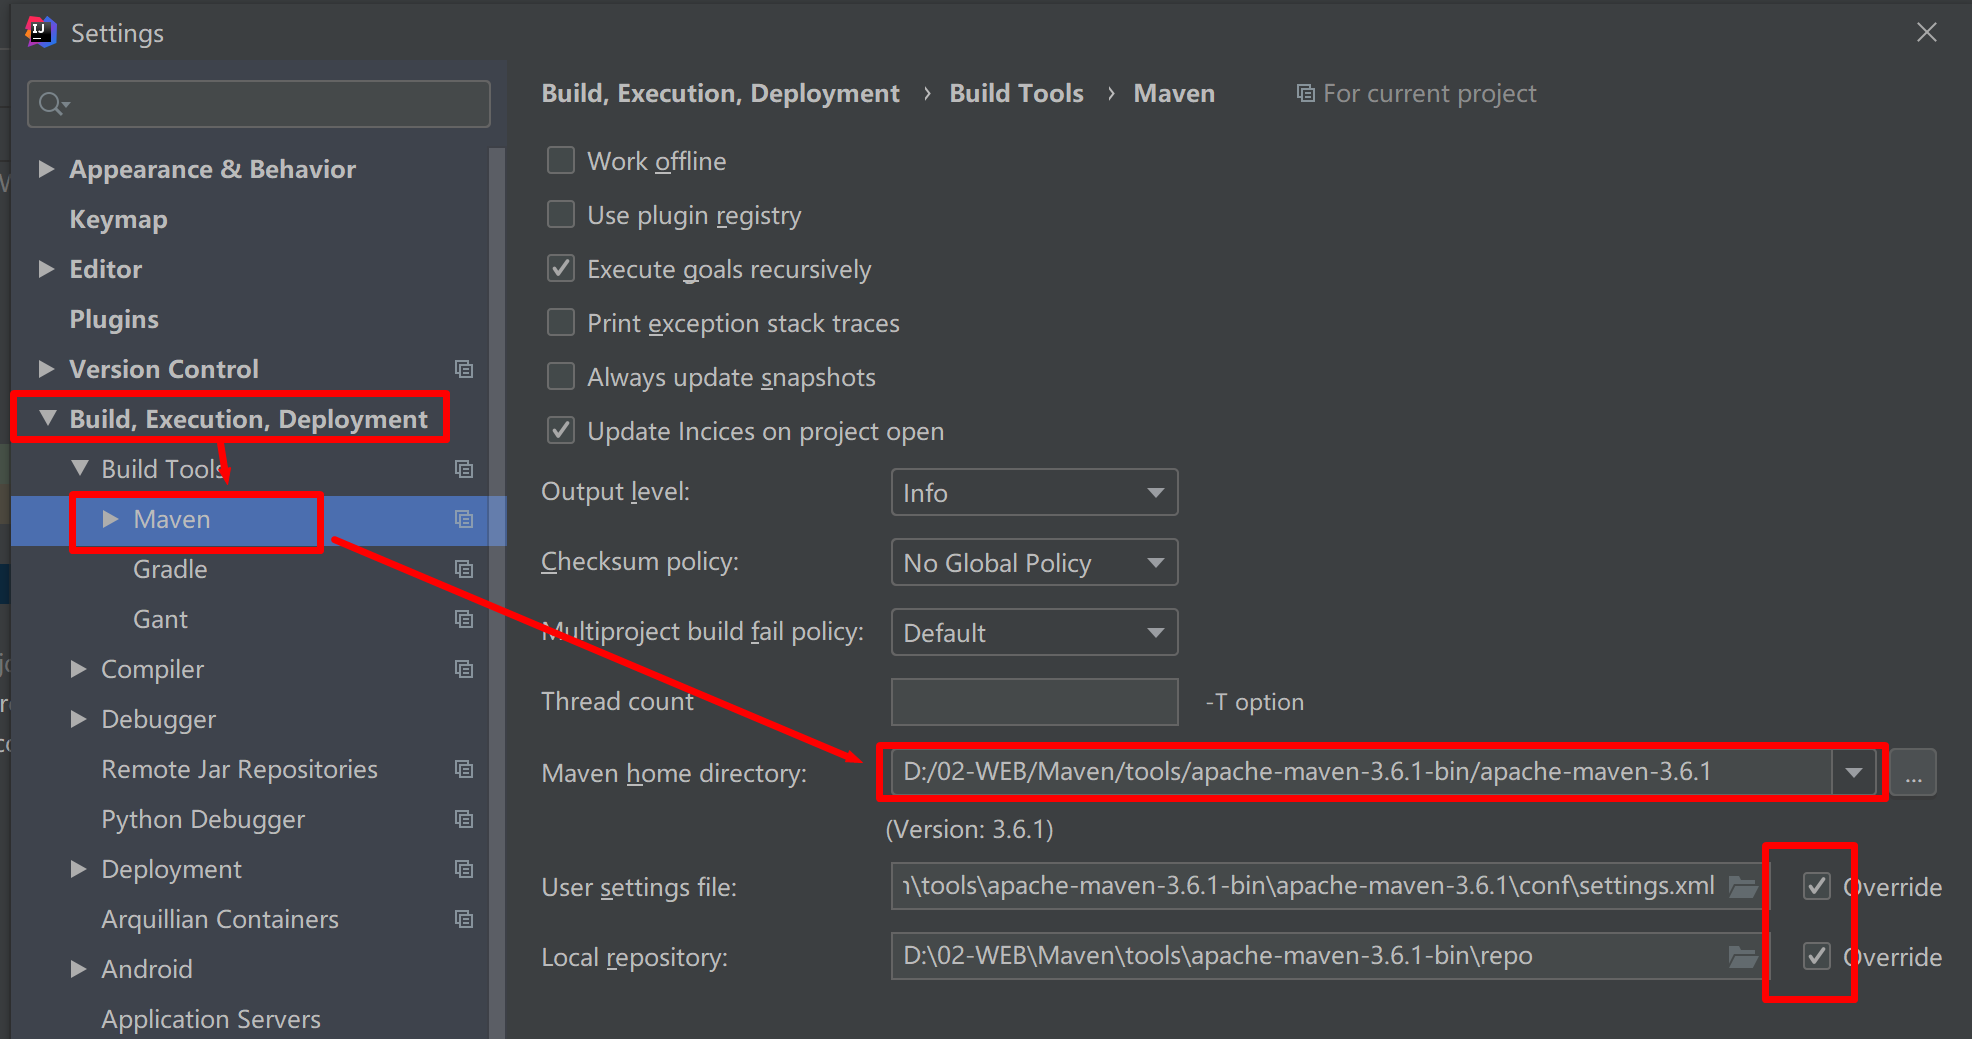 Settings
Build, Execution, Deployment › Build Tools › Maven For current project
Appearance & Behavior
Keymap
Editor
Plugins
Version Control
Build, Execution, Deployment
Build Tools
Maven
Gradle
Gant
Compiler
Debugger
Remote Jar Repositories
Python Debugger
Deployment
Arquillian Containers
Android
Application Servers
Work offline
Use plugin registry
Execute goals recursively
Print exception stack traces
Always update snapshots
Update Incices on project open
Output level: Info
Checksum policy: No Global Policy
Multiproject build fail policy: Default
Thread count -T option
Maven home directory: D:/02-WEB/Maven/tools/apache-maven-3.6.1-bin/apache-maven-3.6.1 ...
(Version: 3.6.1)
User settings file: \tools\apache-maven-3.6.1-bin\apache-maven-3.6.1\conf\settings.xml Override
Local repository: D:\02-WEB\Maven\tools\apache-maven-3.6.1-bin\repo Override